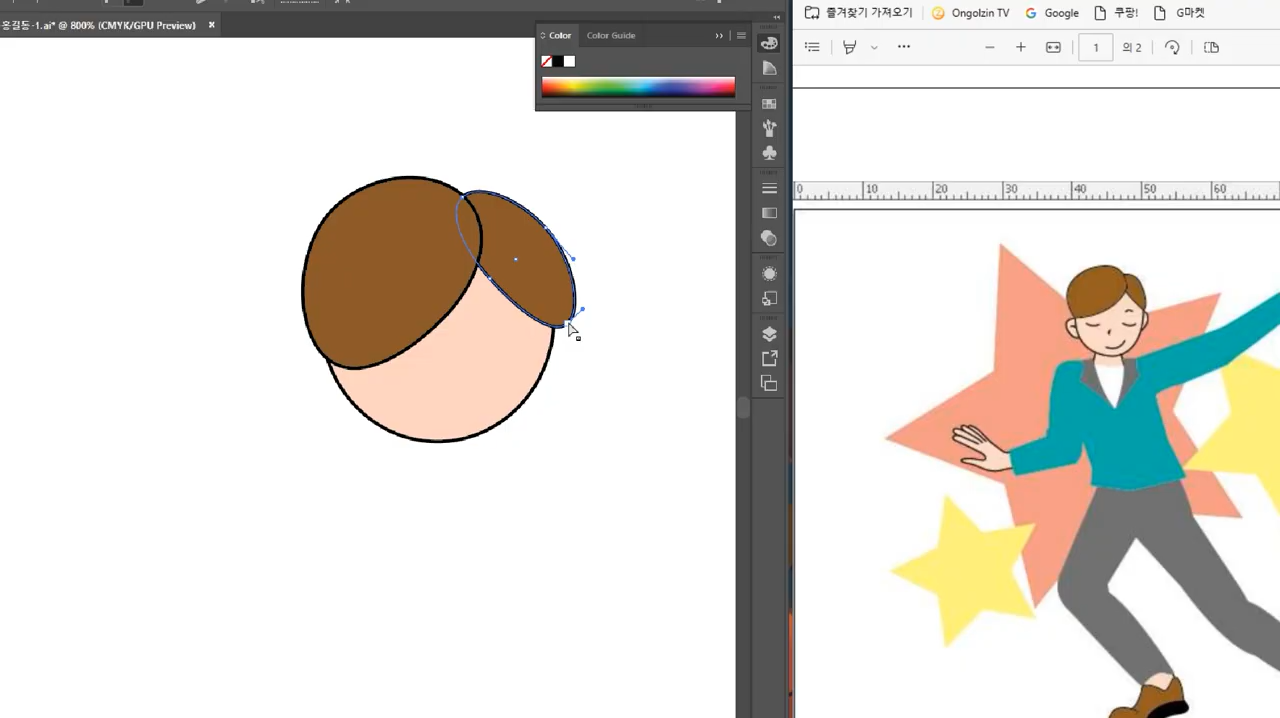 홍길동-1.ai* @ 800% (CMYK/GPU Preview) ×
Color Color Guide
즐겨찾기 가져오기 Ongolzin TV Google 쿠팡! G마켓
1 의 2
0 10 20 30 40 50 60